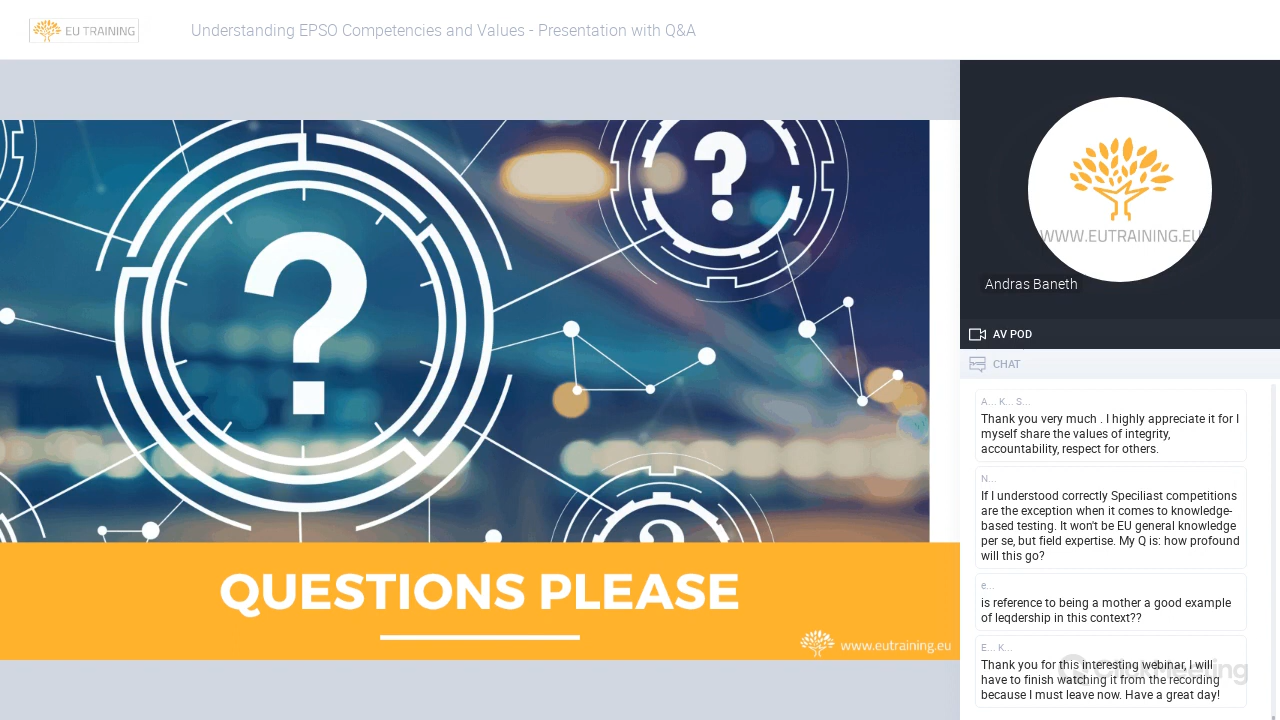 EU TRAINING
Understanding EPSO Competencies and Values - Presentation with Q&A
?
?
?
QUESTIONS PLEASE
www.eutraining.eu
WWW.EUTRAINING.EU
Andras Baneth
AV POD
CHAT
A... K... S...
Thank you very much . I highly appreciate it for I
myself share the values of integrity,
accountability, respect for others.
N...
If I understood correctly Speciliast competitions
are the exception when it comes to knowledge-
based testing. It won't be EU general knowledge
per se, but field expertise. My Q is: how profound
will this go?
e...
is reference to being a mother a good example
of leqdership in this context??
E... K...
Thank you for this interesting webinar, I will
have to finish watching it from the recording
because I must leave now. Have a great day!
ClickMeeting